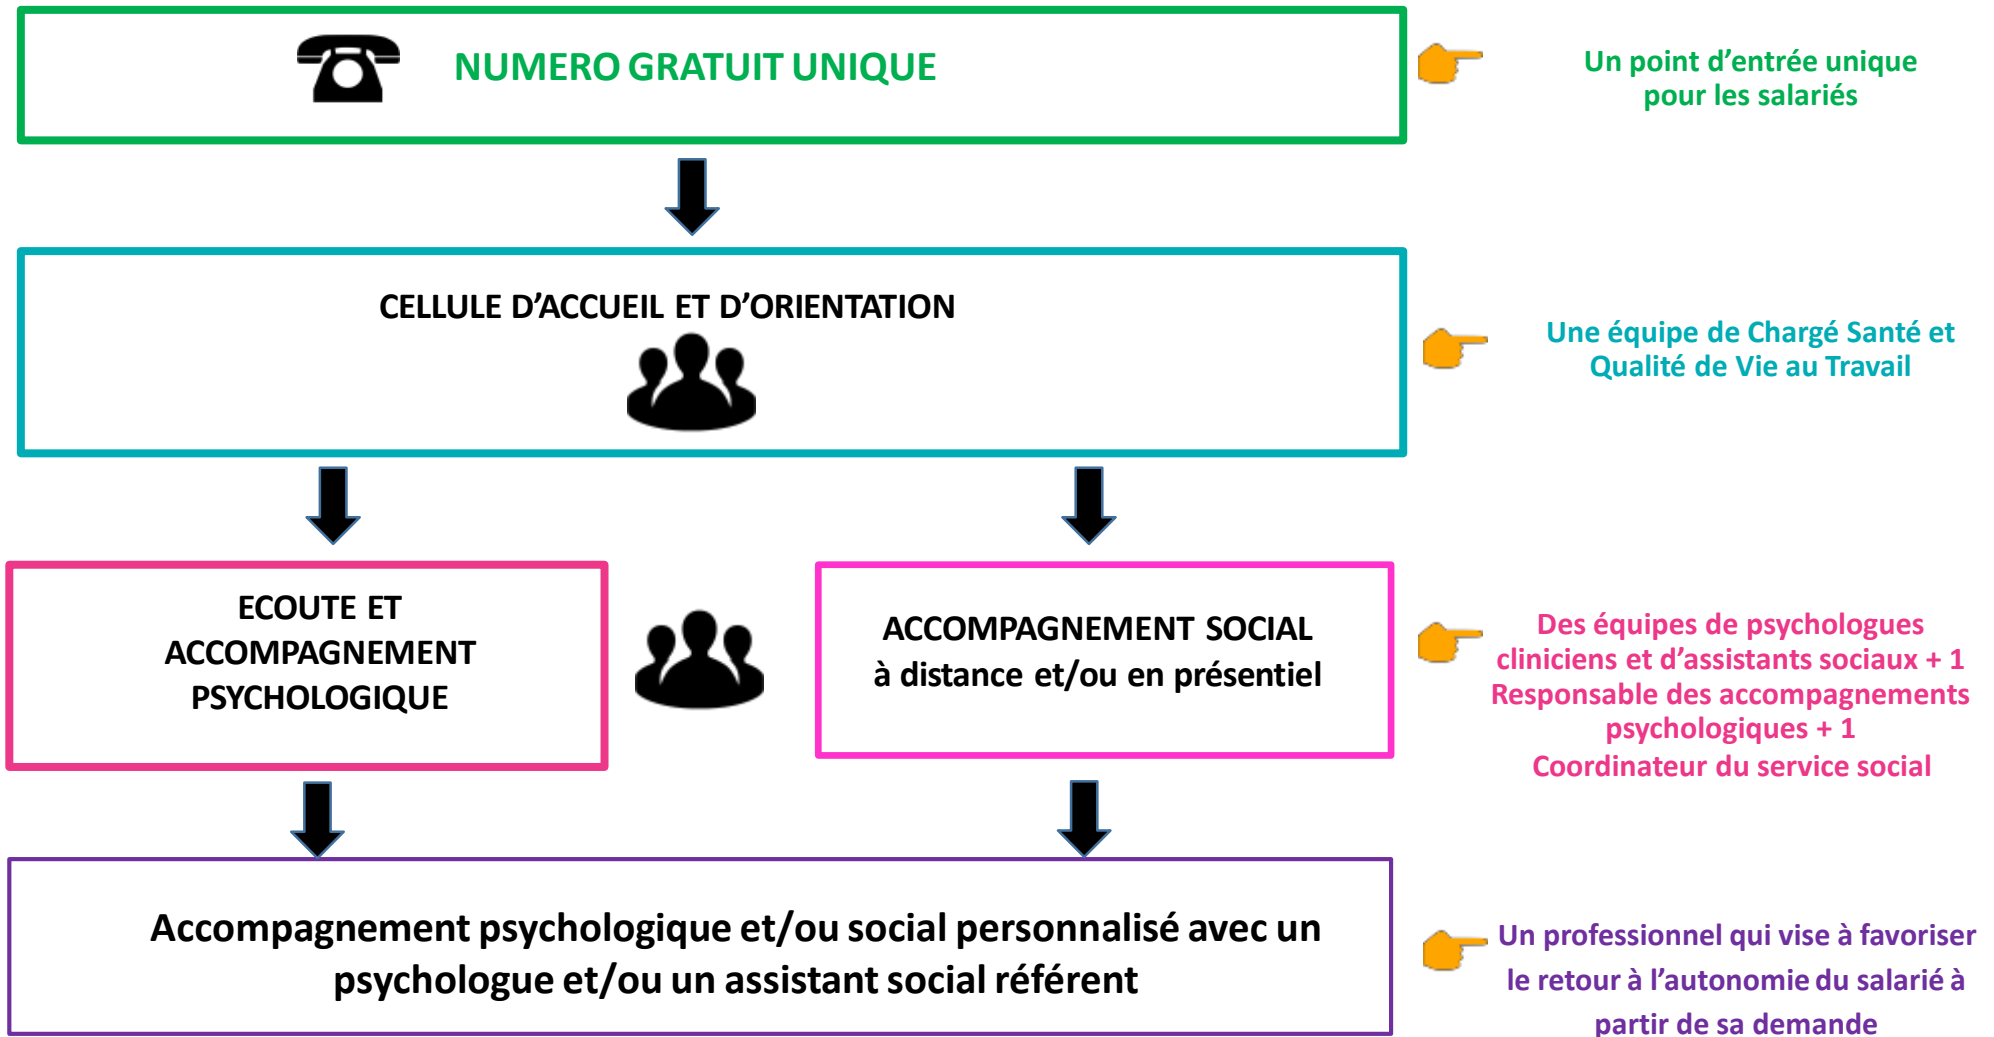 NUMERO GRATUIT UNIQUE
Un point d’entrée unique
pour les salariés
CELLULE D’ACCUEIL ET D’ORIENTATION
Une équipe de Chargé Santé et
Qualité de Vie au Travail
ECOUTE ET
ACCOMPAGNEMENT
PSYCHOLOGIQUE
ACCOMPAGNEMENT SOCIAL
à distance et/ou en présentiel
Des équipes de psychologues
cliniciens et d’assistants sociaux + 1
Responsable des accompagnements
psychologiques + 1
Coordinateur du service social
Accompagnement psychologique et/ou social personnalisé avec un
psychologue et/ou un assistant social référent
Un professionnel qui vise à favoriser
le retour à l’autonomie du salarié à
partir de sa demande